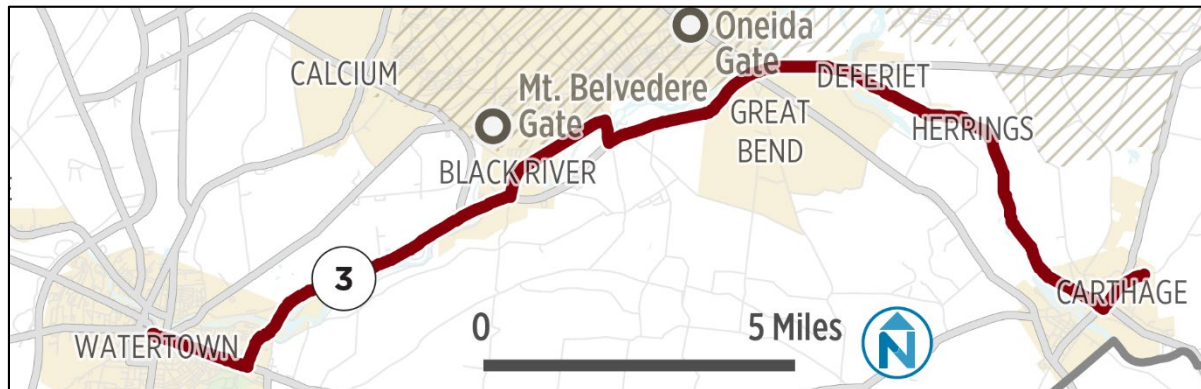 Oneida
Gate
CALCIUM
DEFERIET
Mt. Belvedere
Gate
GREAT
BEND
HERRINGS
BLACK RIVER
3
CARTHAGE
0
5 Miles
N
WATERTOWN